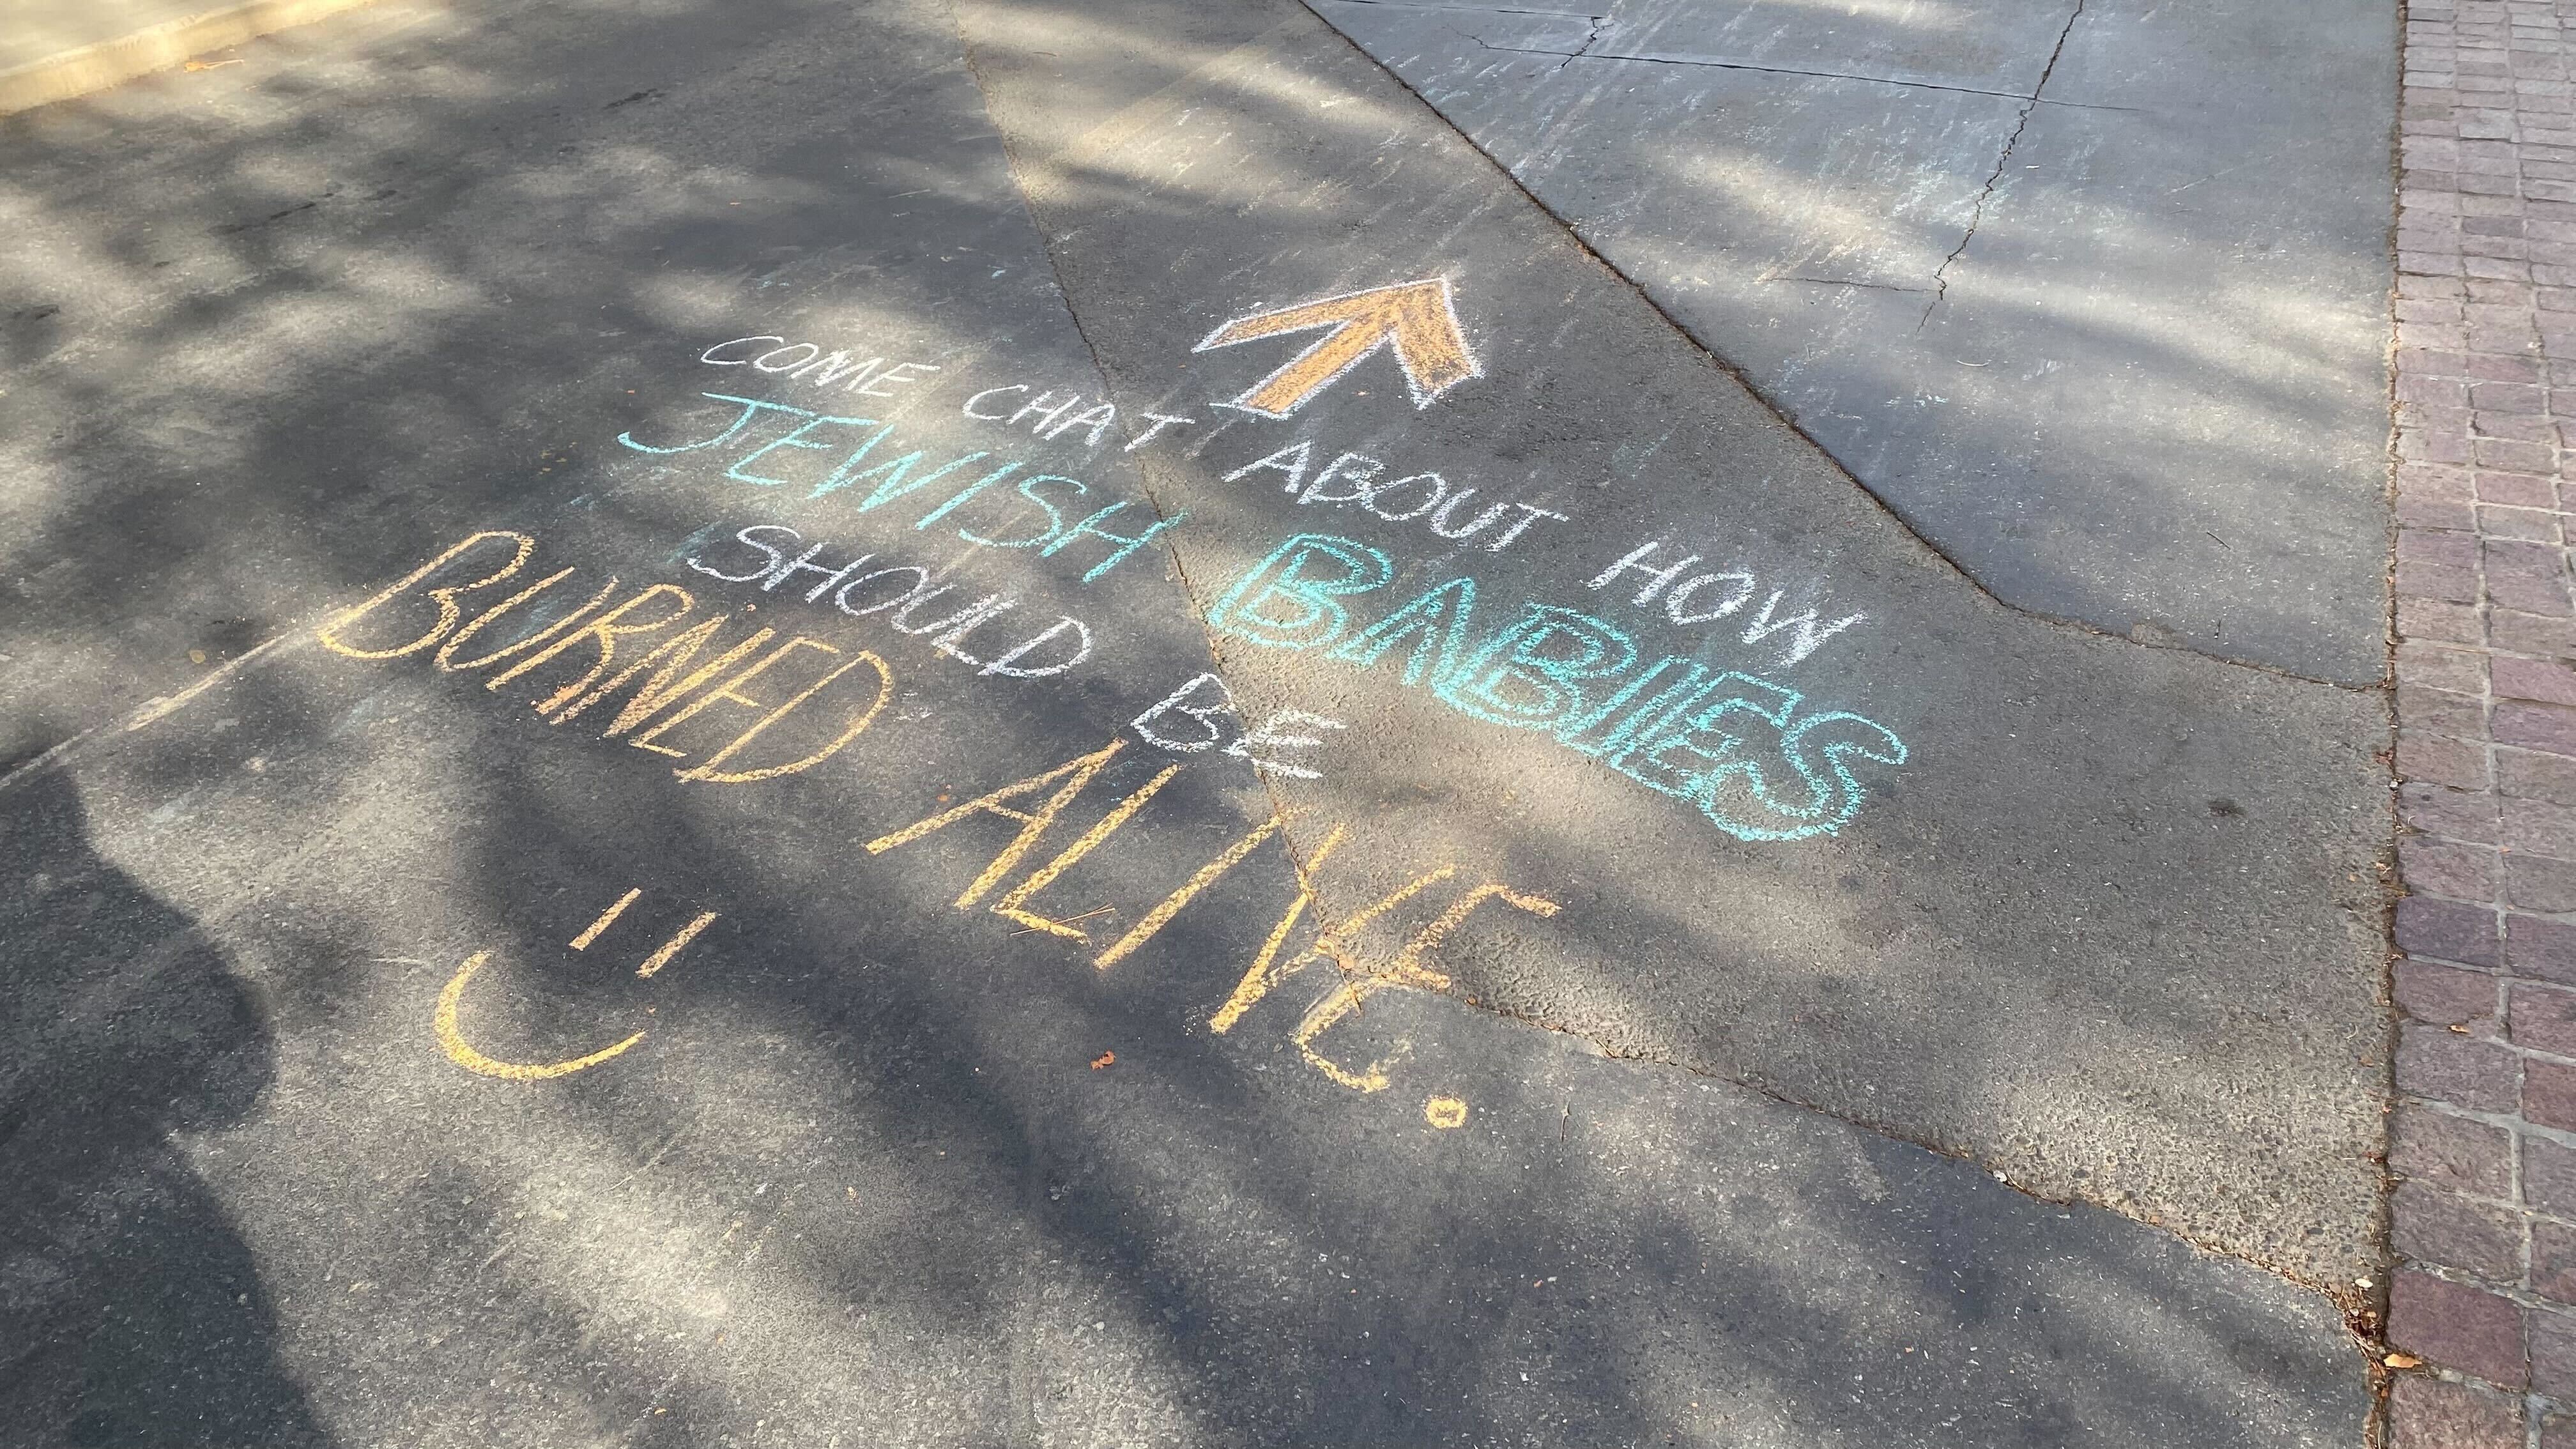 COME CHAT ABOUT HOW
JEWISH BABIES
SHOULD BE
BURNED ALIVE.